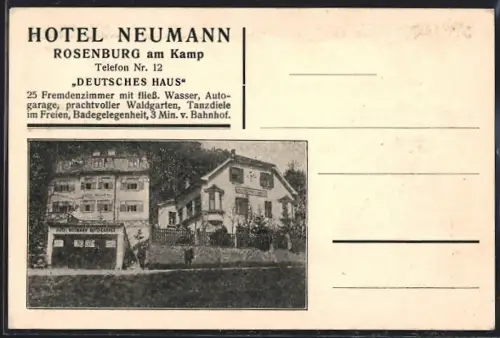 HOTEL NEUMANN
ROSENBURG am Kamp
Telefon Nr. 12
„DEUTSCHES HAUS“
25 Fremdenzimmer mit fließ. Wasser, Auto-
garage, prachtvoller Waldgarten, Tanzdiele
im Freien, Badegelegenheit, 3 Min. v. Bahnhof.